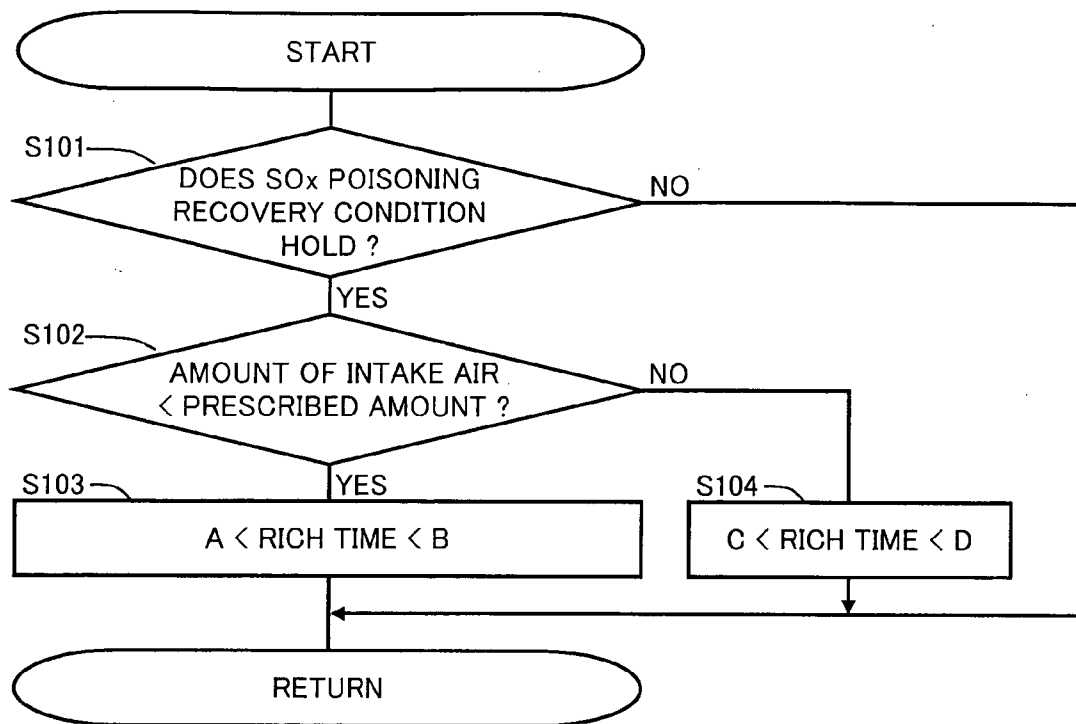 START
S101
DOES SOx POISONING
RECOVERY CONDITION
HOLD ?
NO
YES
S102
AMOUNT OF INTAKE AIR
< PRESCRIBED AMOUNT ?
NO
YES
S103
A < RICH TIME < B
S104
C < RICH TIME < D
RETURN